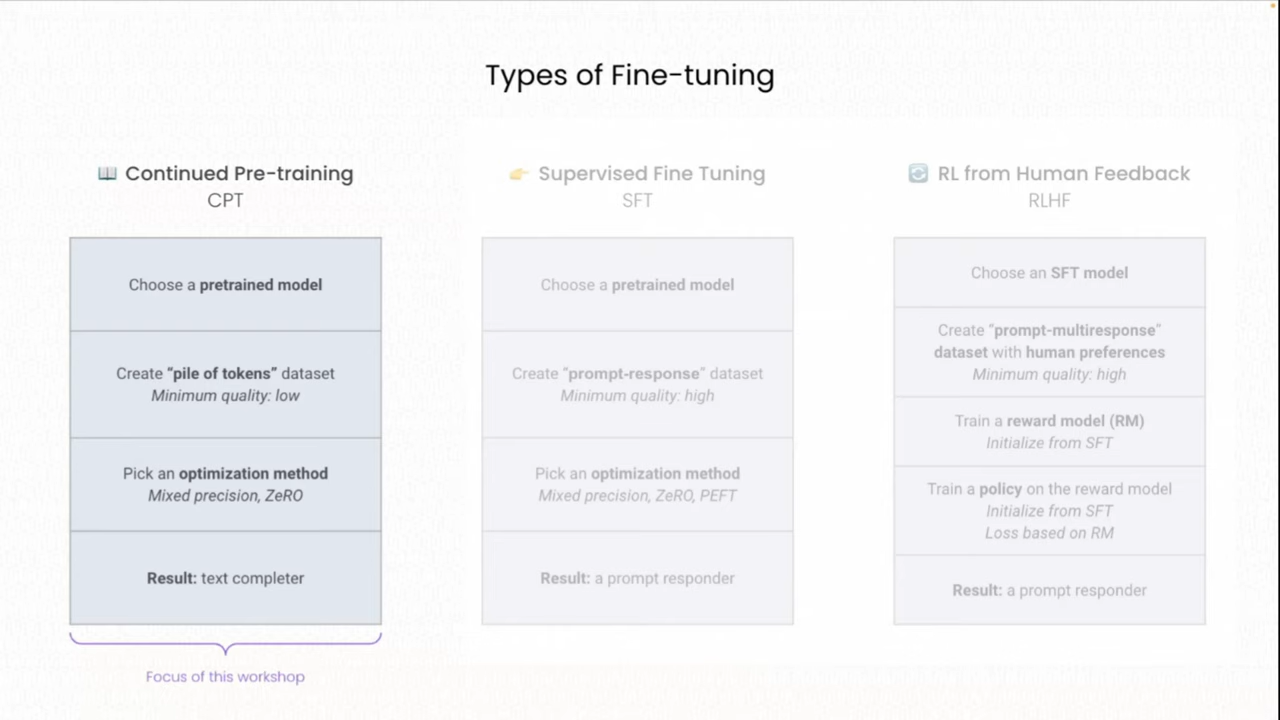 Types of Fine-tuning
Continued Pre-training
CPT
Choose a pretrained model
Create “pile of tokens” dataset
Minimum quality: low
Pick an optimization method
Mixed precision, ZeRO
Result: text completer
Focus of this workshop
Supervised Fine Tuning
SFT
Choose a pretrained model
Create “prompt-response” dataset
Minimum quality: high
Pick an optimization method
Mixed precision, ZeRO, PEFT
Result: a prompt responder
RL from Human Feedback
RLHF
Choose an SFT model
Create “prompt-multiresponse”
dataset with human preferences
Minimum quality: high
Train a reward model (RM)
Initialize from SFT
Train a policy on the reward model
Initialize from SFT
Loss based on RM
Result: a prompt responder